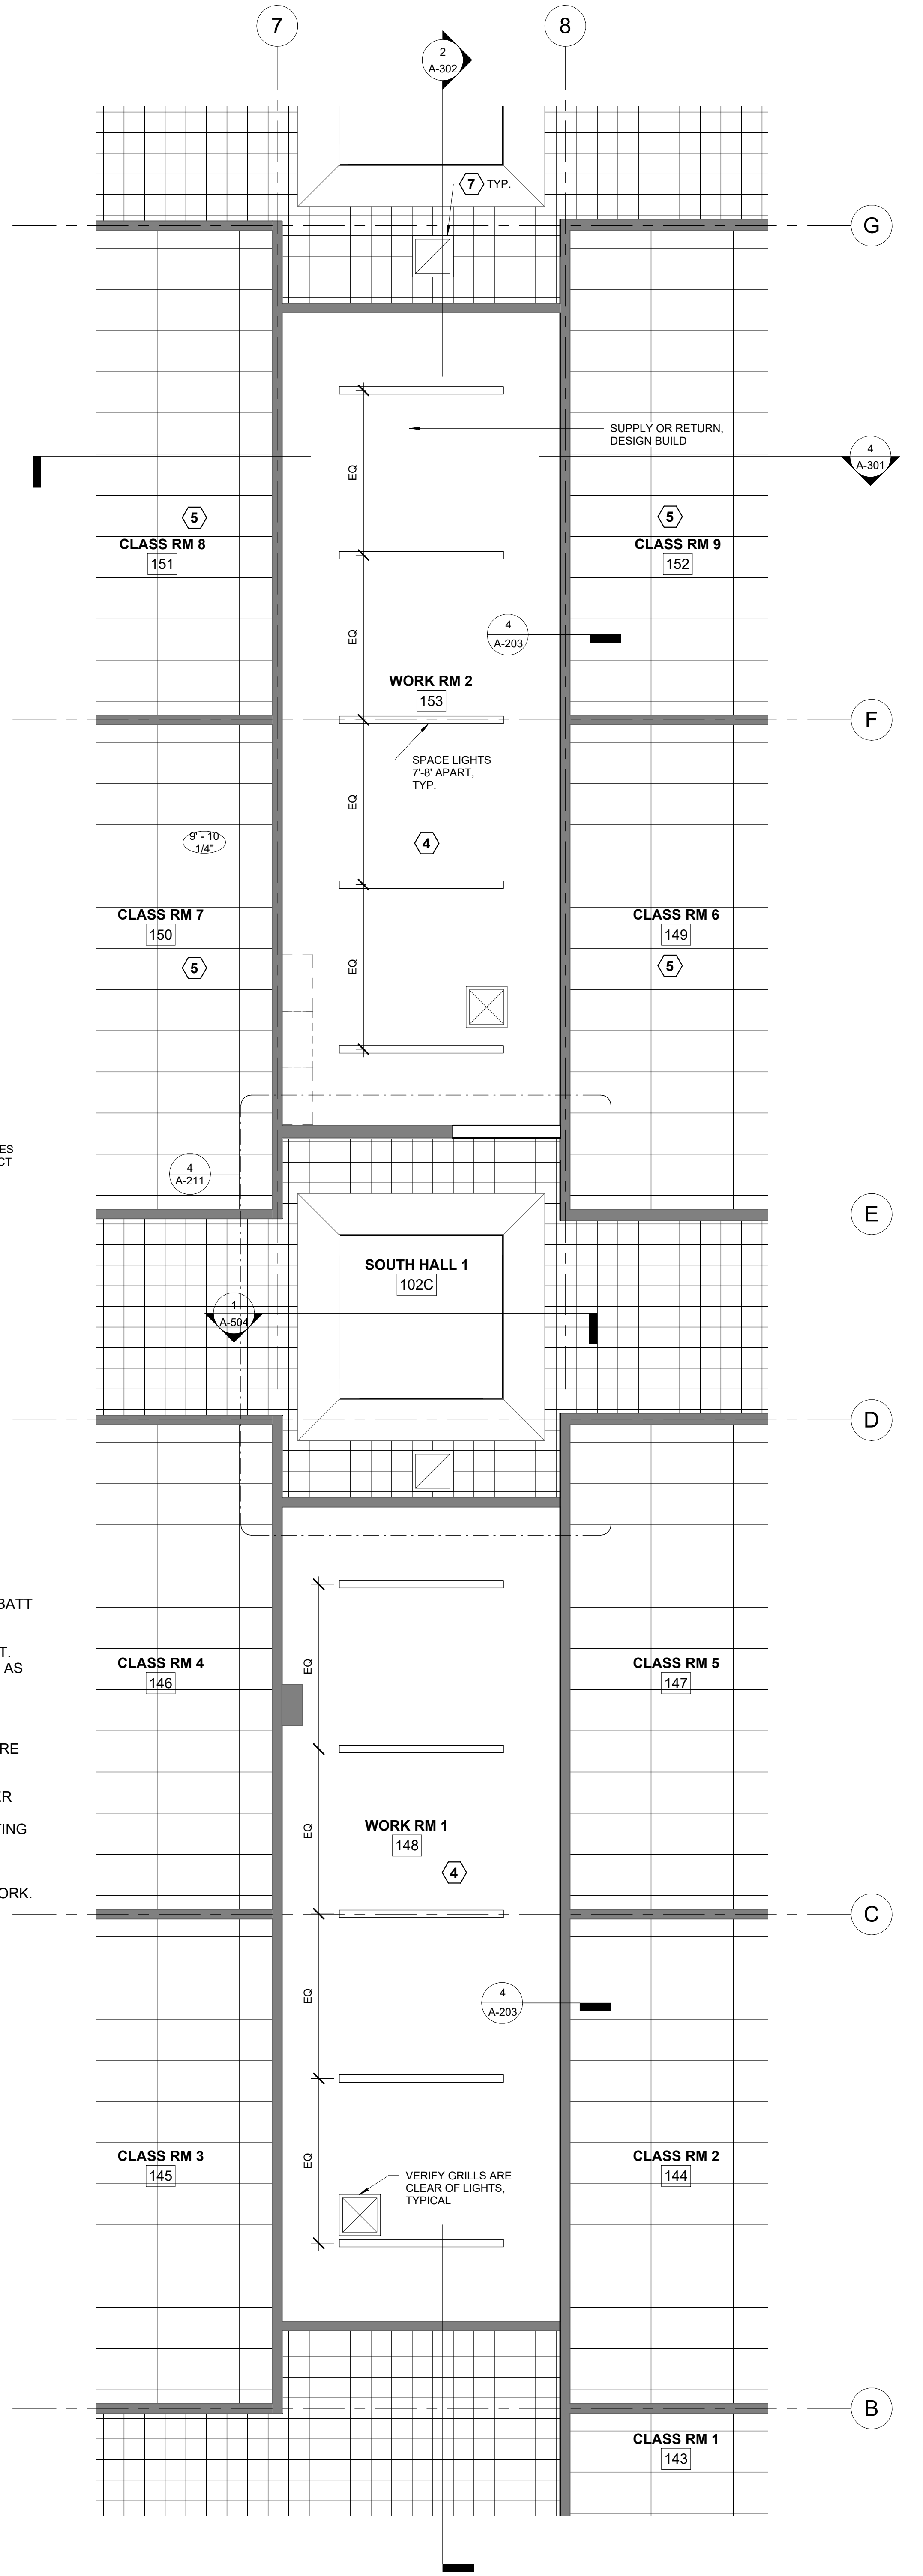 7
8
2
A-302
7
TYP.
G
SUPPLY OR RETURN,
DESIGN BUILD
4
A-301
EQ
5
CLASS RM 8
151
5
CLASS RM 9
152
4
A-203
EQ
WORK RM 2
153
F
SPACE LIGHTS
7'-8' APART,
TYP.
EQ
9' - 10
1/4"
4
CLASS RM 7
150
5
CLASS RM 6
149
5
EQ
ES
CT
4
A-211
E
SOUTH HALL 1
102C
1
A-504
D
BATT
T.
AS
CLASS RM 4
146
EQ
CLASS RM 5
147
RE
ER
TING
EQ
WORK RM 1
148
4
ORK.
C
EQ
4
A-203
CLASS RM 3
145
EQ
VERIFY GRILLS ARE
CLEAR OF LIGHTS,
TYPICAL
CLASS RM 2
144
B
CLASS RM 1
143